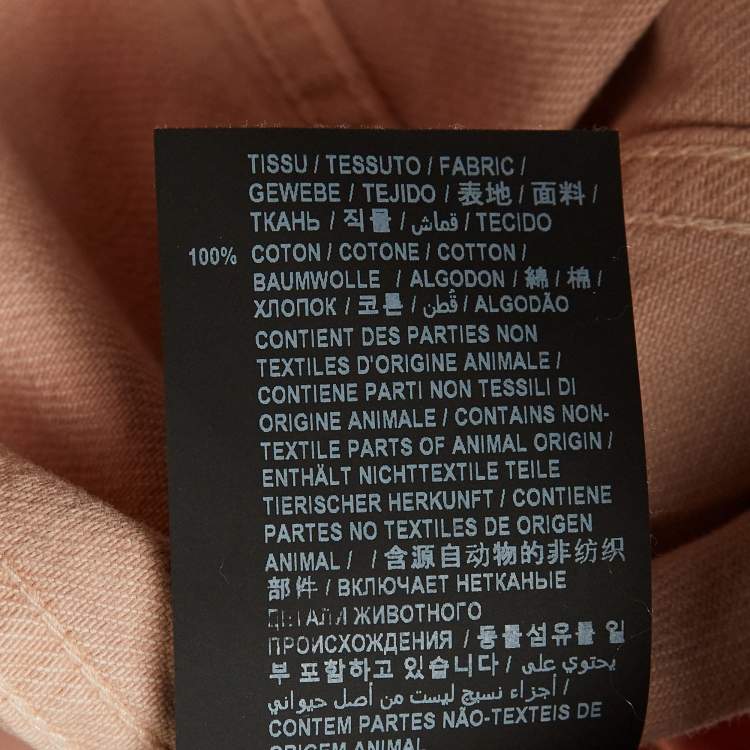 TISSU / TESSUTO / FABRIC /
GEWEBE / TEJIDO / 表地 / 面料 /
ТКАНЬ / 직물 / قماش / TECIDO
100% COTON / COTONE / COTTON /
BAUMWOLLE / ALGODON / 綿 / 棉 /
ХЛОПОК / 코튼 / قُطن / ALGODÃO
CONTIENT DES PARTIES NON
TEXTILES D'ORIGINE ANIMALE /
CONTIENE PARTI NON TESSILI DI
ORIGINE ANIMALE / CONTAINS NON-
TEXTILE PARTS OF ANIMAL ORIGIN /
ENTHÄLT NICHTTEXTILE TEILE
TIERISCHER HERKUNFT / CONTIENE
PARTES NO TEXTILES DE ORIGEN
ANIMAL / / 含源自动物的非纺织
部件 / ВКЛЮЧАЕТ НЕТКАНЫЕ
ДЕТАЛИ ЖИВОТНОГО
ПРОИСХОЖДЕНИЯ / 동물섬유를 일
부 포함하고 있습니다 / يحتوي على
أجزاء نسيج ليست من أصل حيواني /
CONTEM PARTES NÃO-TEXTEIS DE
ORIGEM ANIMAL